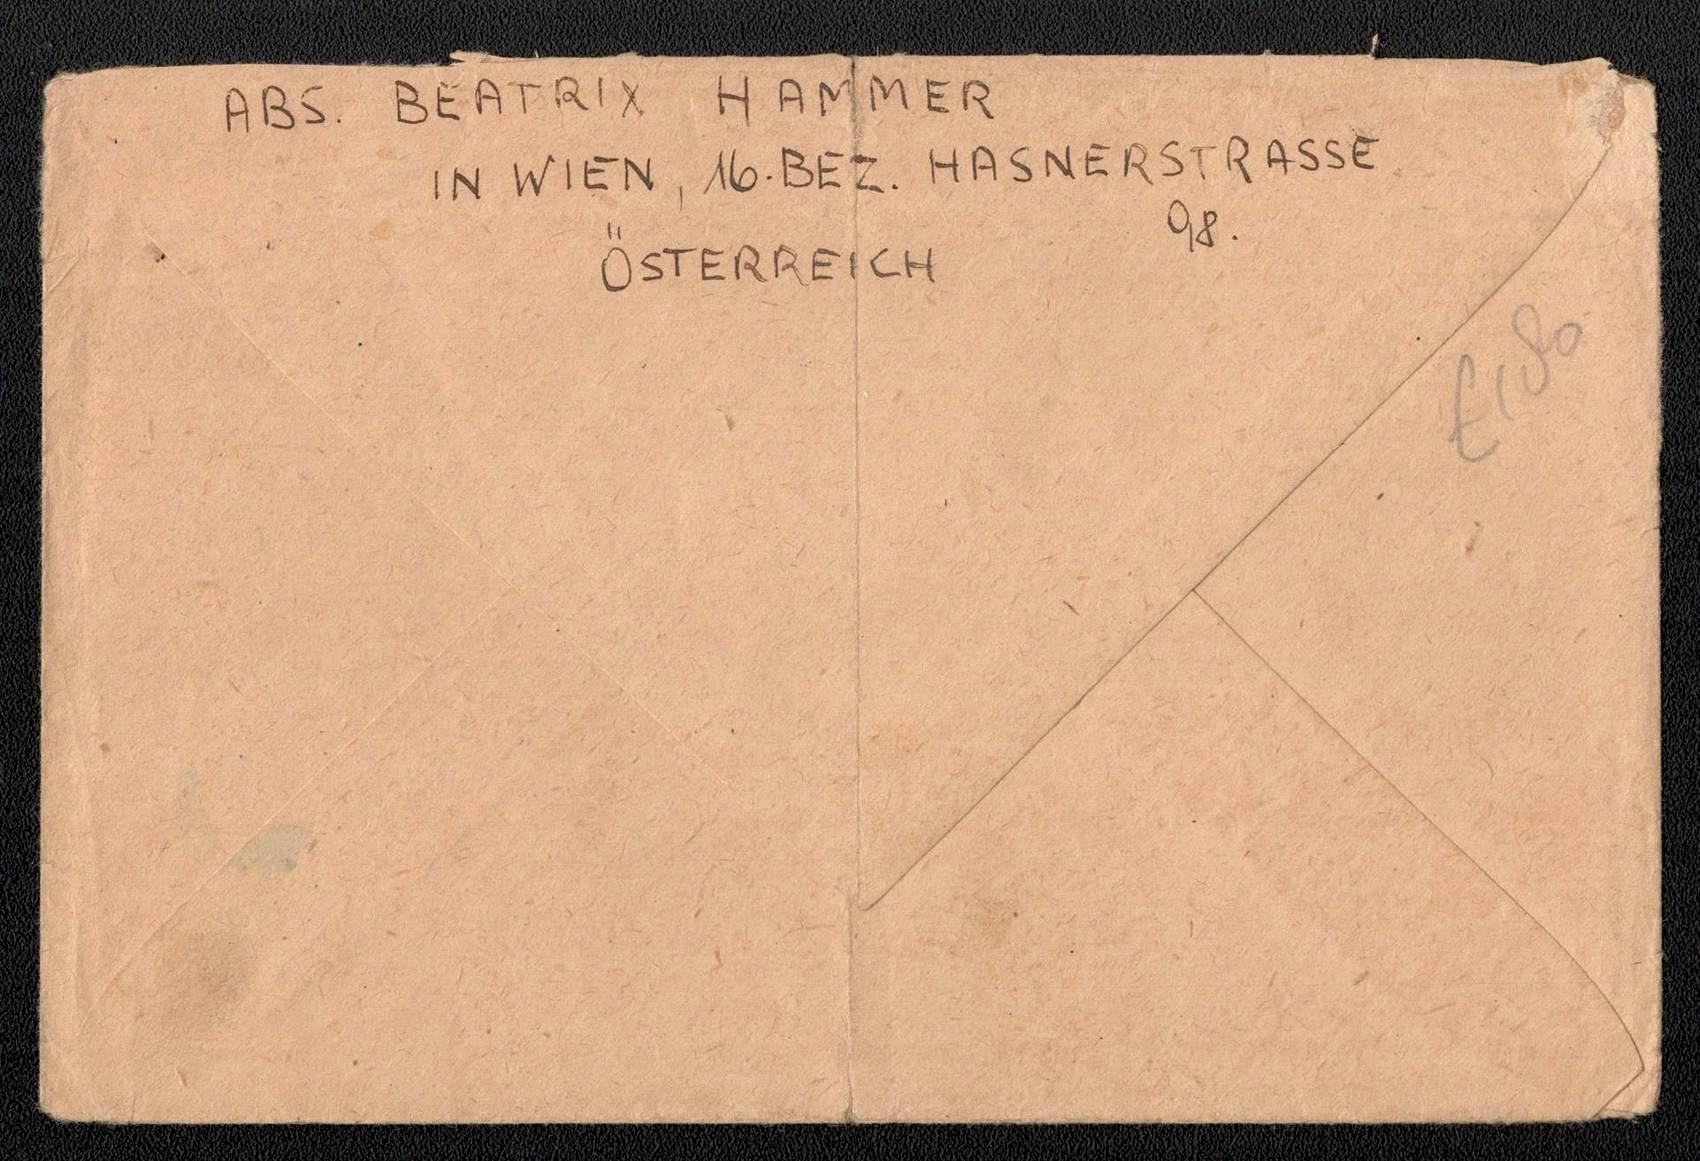 ABS. BEATRIX HAMMER
IN WIEN, 16. BEZ. HASNERSTRASSE
98.
ÖSTERREICH
£180